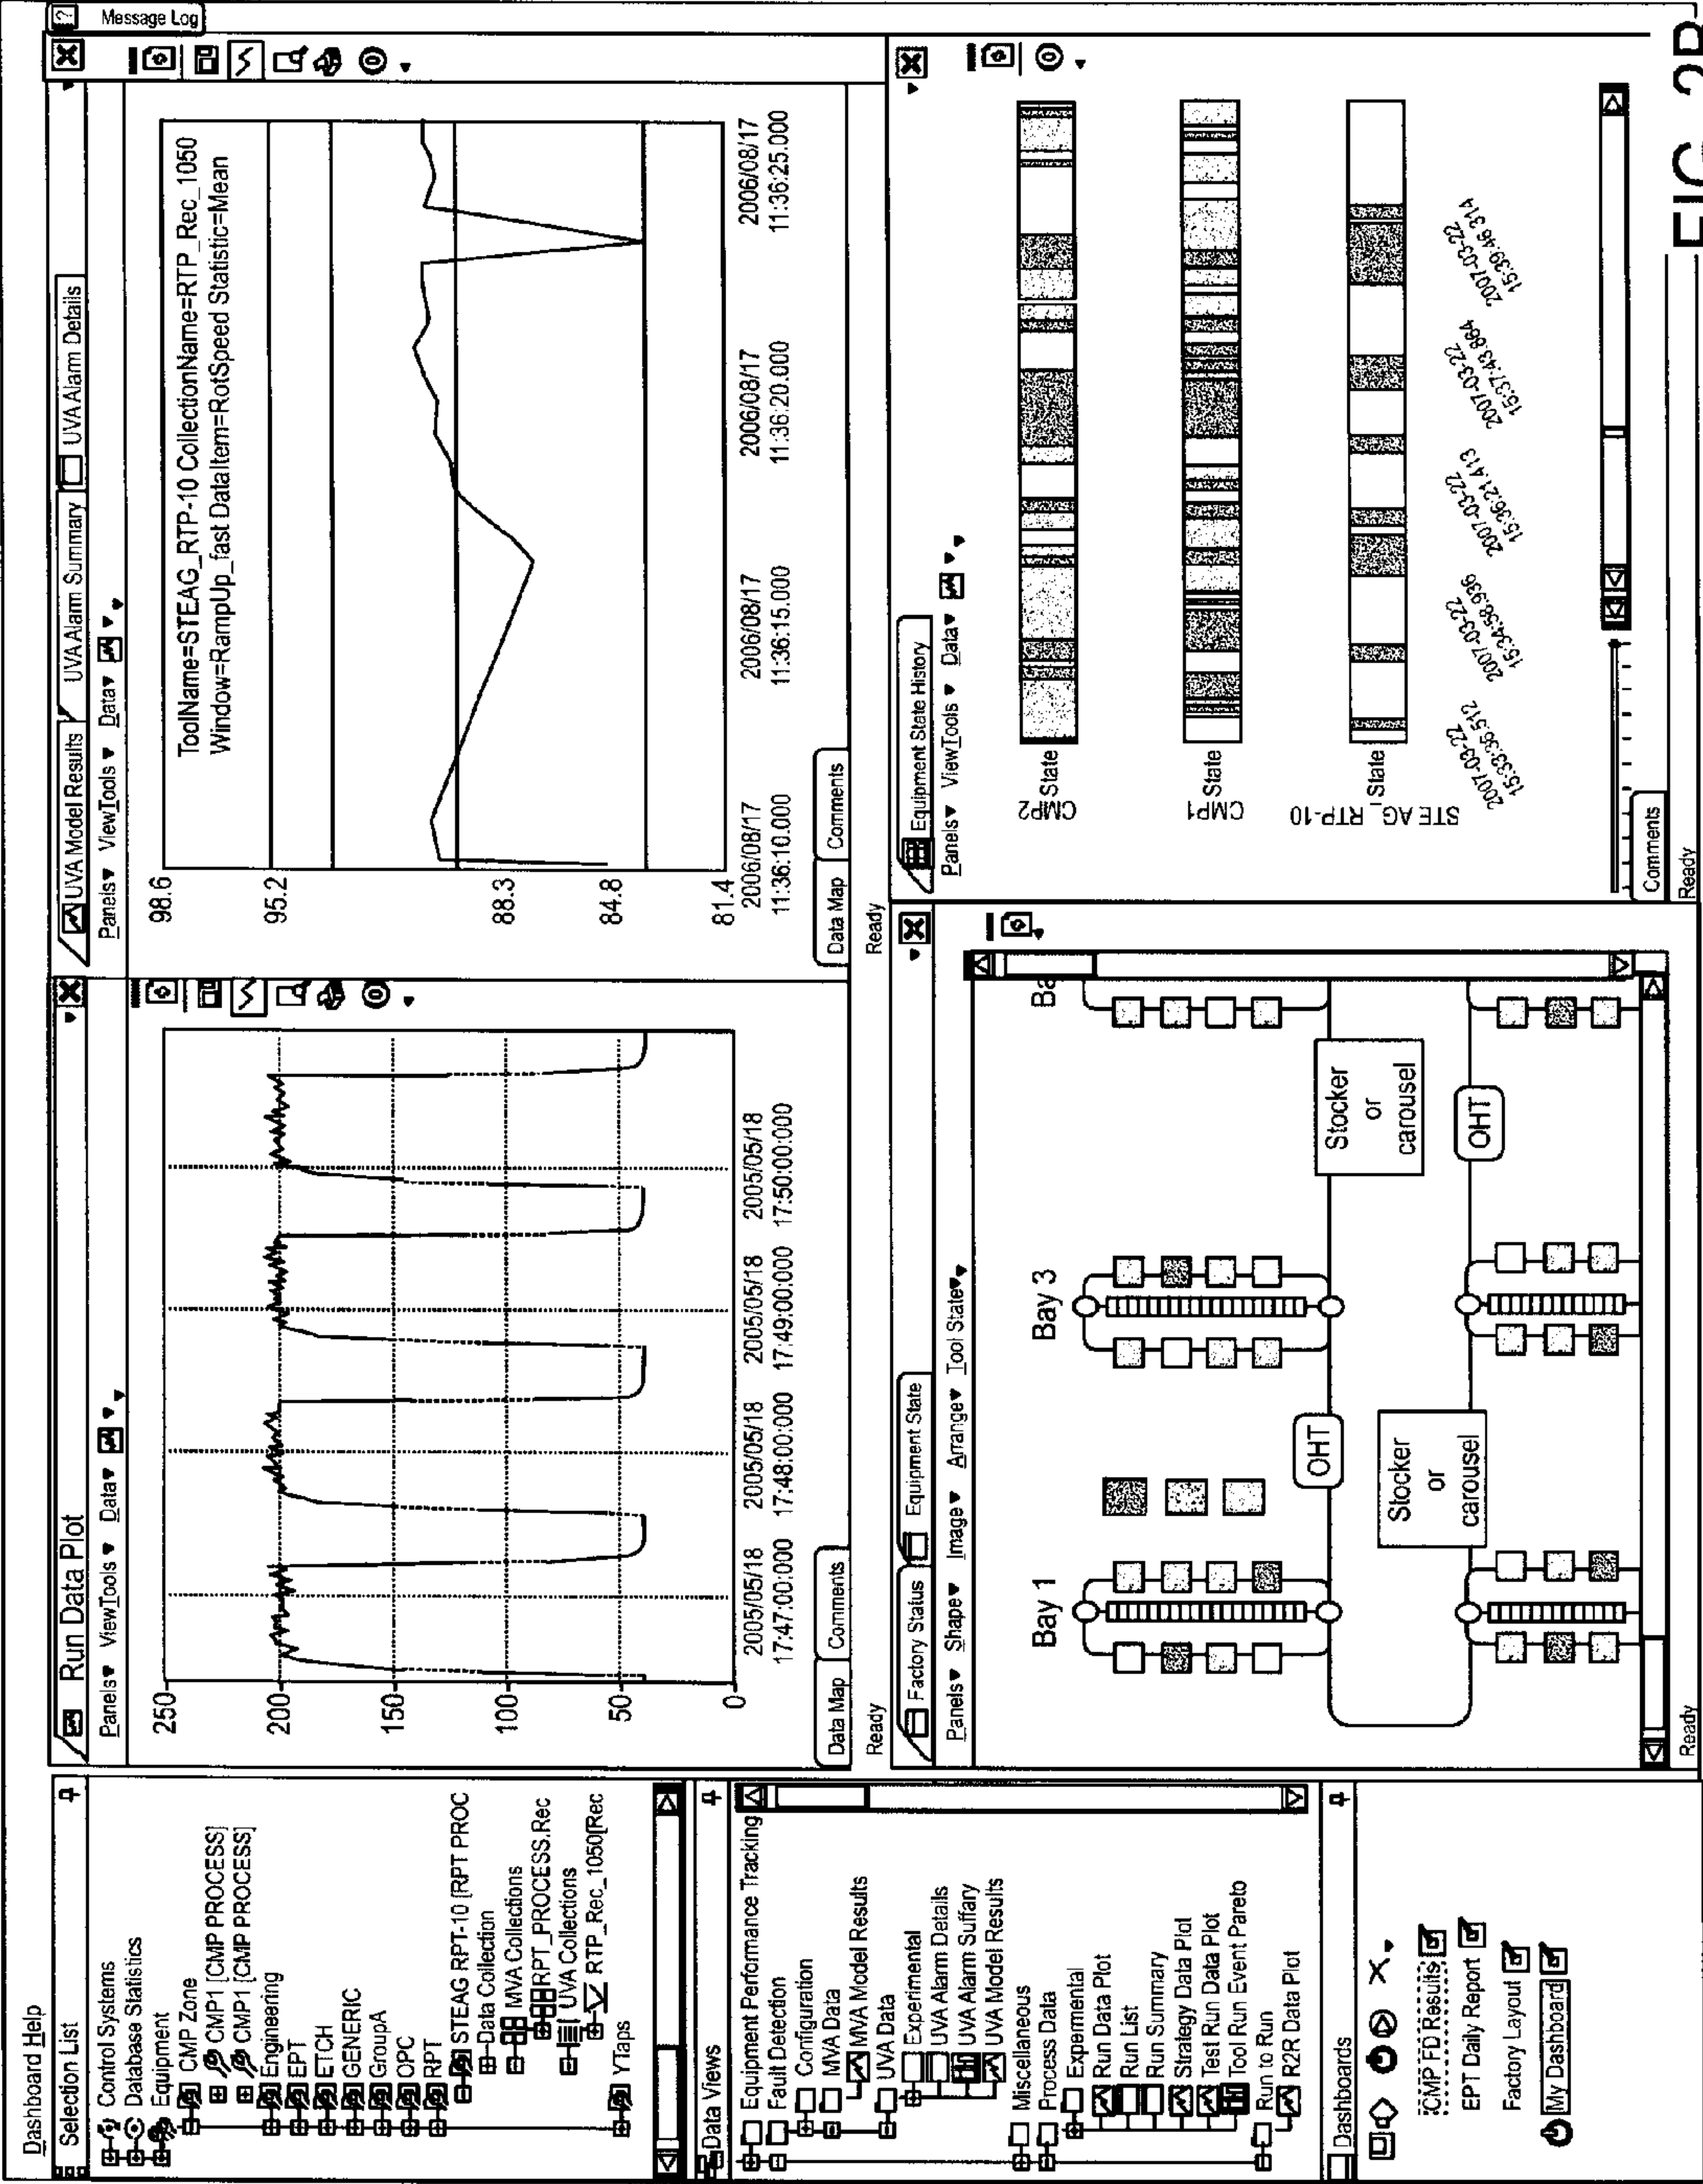 Dashboard Help
Selection List
Control Systems
Database Statistics
Equipment
CMP Zone
CMP1 [CMP PROCESS]
CMP1 [CMP PROCESS]
Engineering
EPT
ETCH
GENERIC
GroupA
OPC
RPT
STEAG RPT-10 [RPT PROC
Data Collection
MVA Collections
RPT_PROCESS.Rec
UVA Collections
RTP_Rec_1050[Rec
YTaps
Data Views
Equipment Performance Tracking
Fault Detection
Configuration
MVA Data
MVA Model Results
UVA Data
Experimental
UVA Alarm Details
UVA Alarm Suffary
UVA Model Results
Miscellaneous
Process Data
Expermental
Run Data Plot
Run List
Run Summary
Strategy Data Plot
Test Run Data Plot
Tool Run Event Pareto
Run to Run
R2R Data Plot
Dashboards
CMP FD Results
EPT Daily Report
Factory Layout
My Dashboard
Run Data Plot
Panels ViewTools Data
250
200
150
100
50
0
2005/05/18 2005/05/18 2005/05/18 2005/05/18
17:47:00:000 17:48:00:000 17:49:00:000 17:50:00:000
Data Map Comments
Ready
UVA Model Results UVA Alarm Summary UVA Alarm Details
Panels ViewTools Data
ToolName=STEAG_RTP-10 CollectionName=RTP_Rec_1050
Window=RampUp_fast DataItem=RotSpeed Statistic=Mean
98.6
95.2
88.3
84.8
81.4
2006/08/17 2006/08/17 2006/08/17 2006/08/17
11:36:10.000 11:36:15.000 11:36:20.000 11:36:25.000
Data Map Comments
Ready
Message Log
Factory Status Equipment State
Panels Shape Image Arrange Tool State
Bay 1 Bay 3 Ba
OHT
Stocker
or
carousel
Stocker
or
carousel
OHT
Ready
Equipment State History
Panels ViewTools Data
CMP2 State
CMP1 State
STEAG_RTP-10 State
2007-03-22
15:33:35.512
2007-03-22
15:34:58.936
2007-03-22
15:36:21.413
2007-03-22
15:37:43.864
2007-03-22
15:39:46.314
Comments
Ready